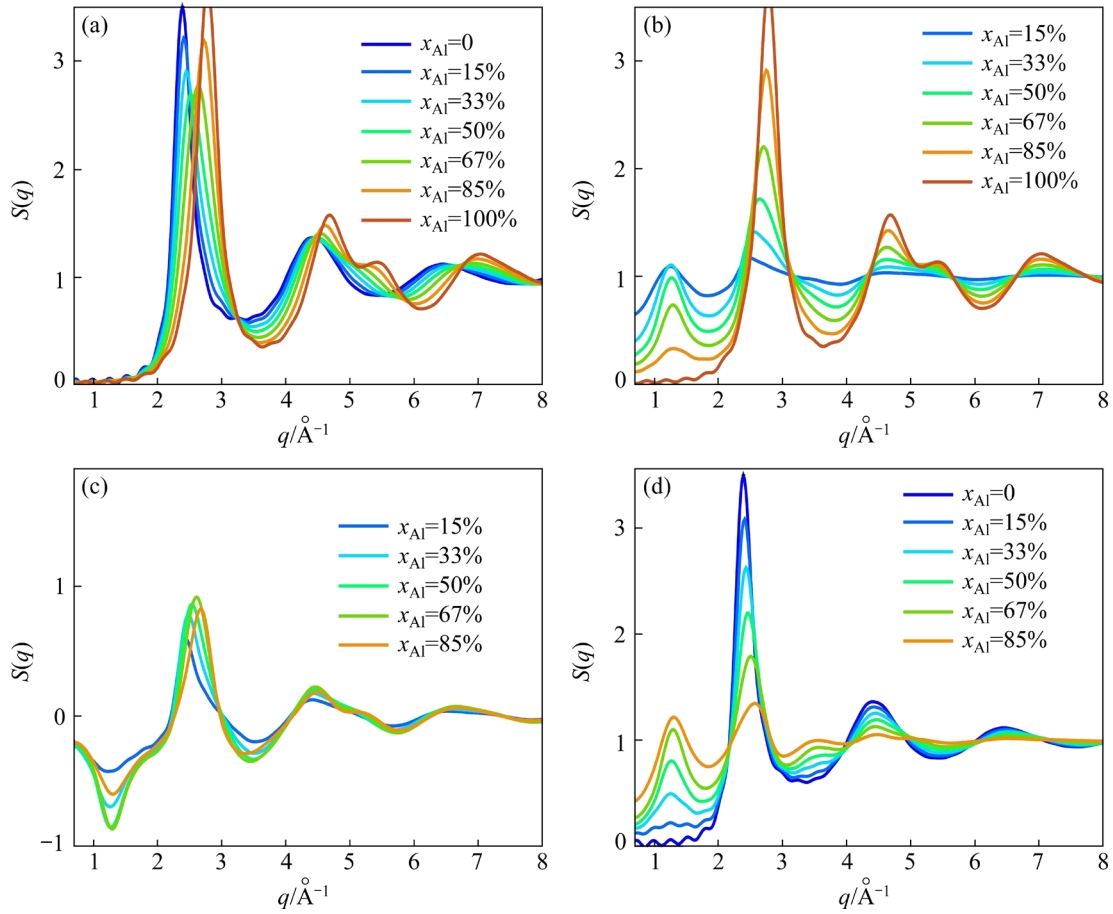 (a)
x_Al=0
x_Al=15%
x_Al=33%
x_Al=50%
x_Al=67%
x_Al=85%
x_Al=100%
3
2
1
0
S(q)
1 2 3 4 5 6 7 8
q/Å⁻¹
(b)
x_Al=15%
x_Al=33%
x_Al=50%
x_Al=67%
x_Al=85%
x_Al=100%
3
2
1
0
S(q)
1 2 3 4 5 6 7 8
q/Å⁻¹
(c)
x_Al=15%
x_Al=33%
x_Al=50%
x_Al=67%
x_Al=85%
1
0
−1
S(q)
1 2 3 4 5 6 7 8
q/Å⁻¹
(d)
x_Al=0
x_Al=15%
x_Al=33%
x_Al=50%
x_Al=67%
x_Al=85%
3
2
1
0
S(q)
1 2 3 4 5 6 7 8
q/Å⁻¹